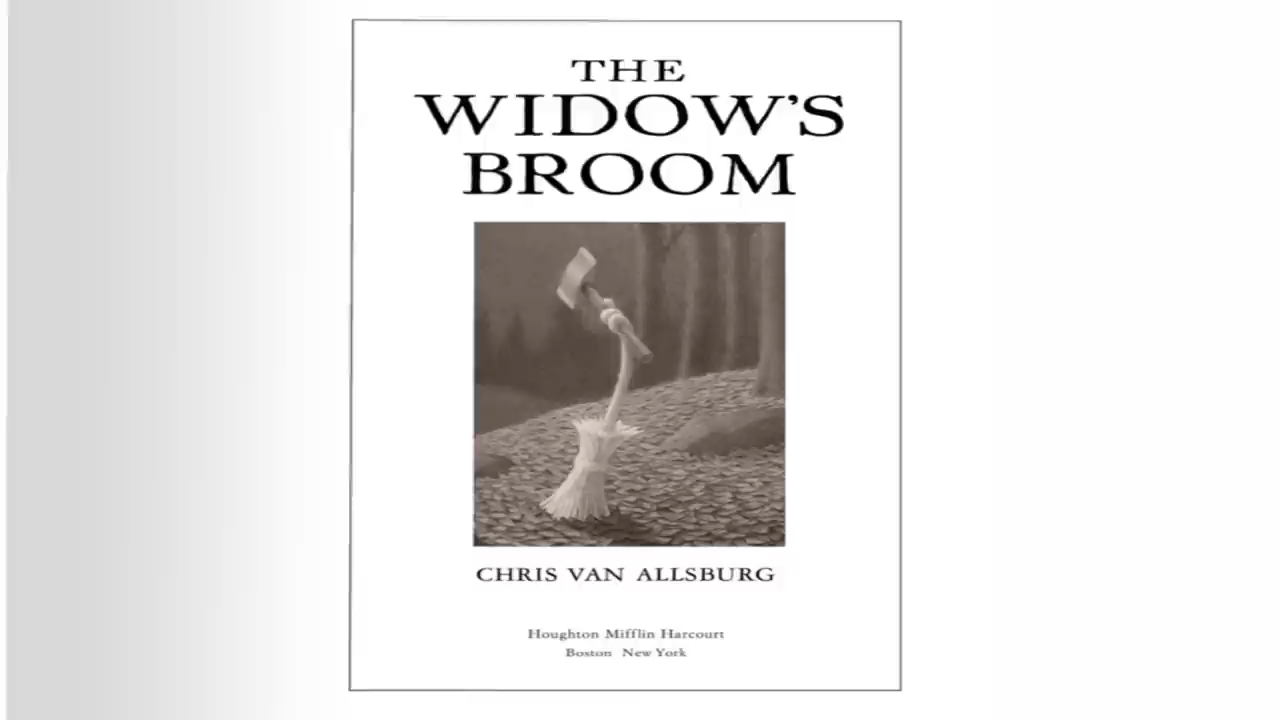 THE
WIDOW'S
BROOM
CHRIS VAN ALLSBURG
Houghton Mifflin Harcourt
Boston New York